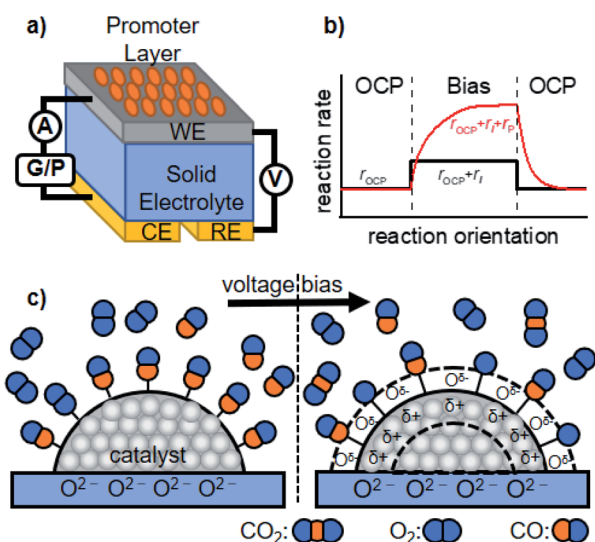 a)
Promoter
Layer
A
G/P
WE
V
Solid
Electrolyte
CE
RE
b)
OCP
Bias
OCP
reaction rate
r_OCP+r_I+r_P
r_OCP
r_OCP+r_I
reaction orientation
c)
voltage bias
catalyst
O²⁻ O²⁻ O²⁻ O²⁻
O^δ- O^δ- O^δ- O^δ- O^δ- O^δ-
δ+ δ+ δ+ δ+ δ+ δ+ δ+
O²⁻ O²⁻ O²⁻ O²⁻
CO₂:
O₂:
CO: